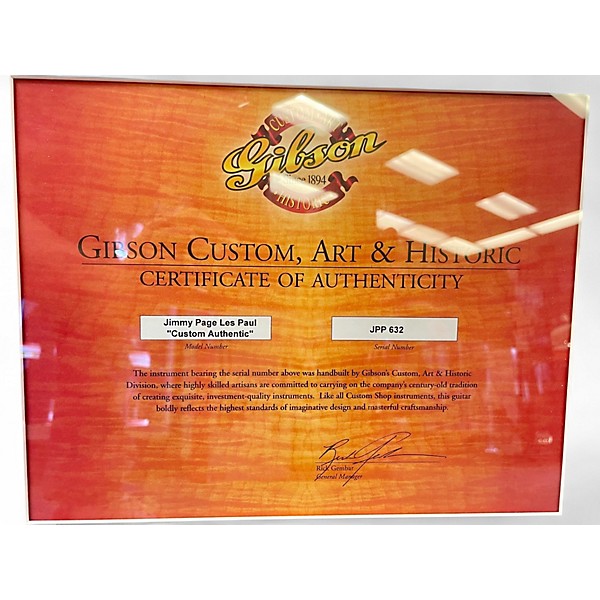 Gibson
1894
HISTORIC
GIBSON CUSTOM, ART & HISTORIC
CERTIFICATE OF AUTHENTICITY
Jimmy Page Les Paul
"Custom Authentic"
Model Number
JPP 632
Serial Number
The instrument bearing the serial number above was handbuilt by Gibson's Custom, Art & Historic
Division, where highly skilled artisans are committed to carrying on the company's century-old tradition
of creating exquisite, investment-quality instruments. Like all Custom Shop instruments, this guitar
boldly reflects the highest standards of imaginative design and masterful craftsmanship.
Rick Gembar
General Manager